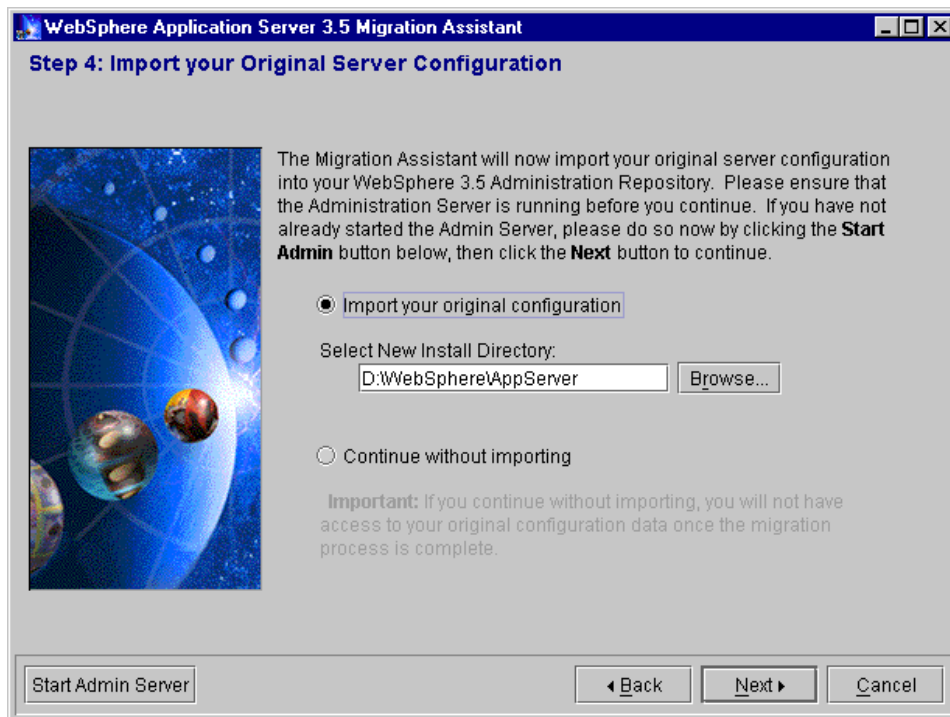 WebSphere Application Server 3.5 Migration Assistant
Step 4: Import your Original Server Configuration
The Migration Assistant will now import your original server configuration
into your WebSphere 3.5 Administration Repository. Please ensure that
the Administration Server is running before you continue. If you have not
already started the Admin Server, please do so now by clicking the Start
Admin button below, then click the Next button to continue.
Import your original configuration
Select New Install Directory:
D:\WebSphere\AppServer
Browse...
Continue without importing
Important: If you continue without importing, you will not have
access to your original configuration data once the migration
process is complete.
Start Admin Server
Back
Next
Cancel